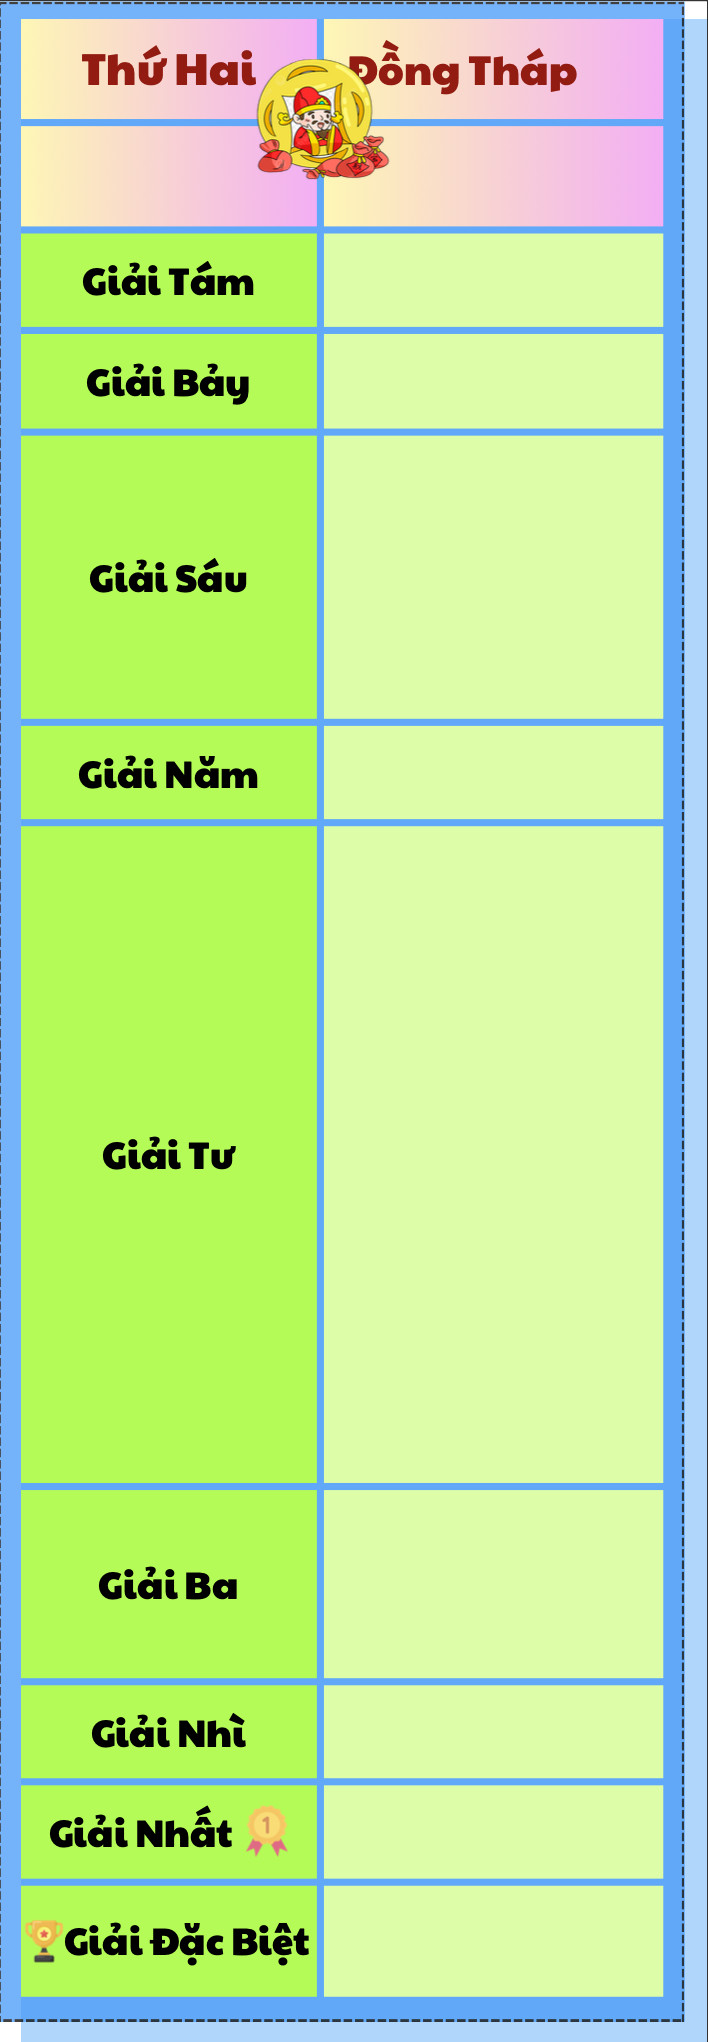 Thứ Hai
Đồng Tháp
Giải Tám
Giải Bảy
Giải Sáu
Giải Năm
Giải Tư
Giải Ba
Giải Nhì
Giải Nhất 1
Giải Đặc Biệt